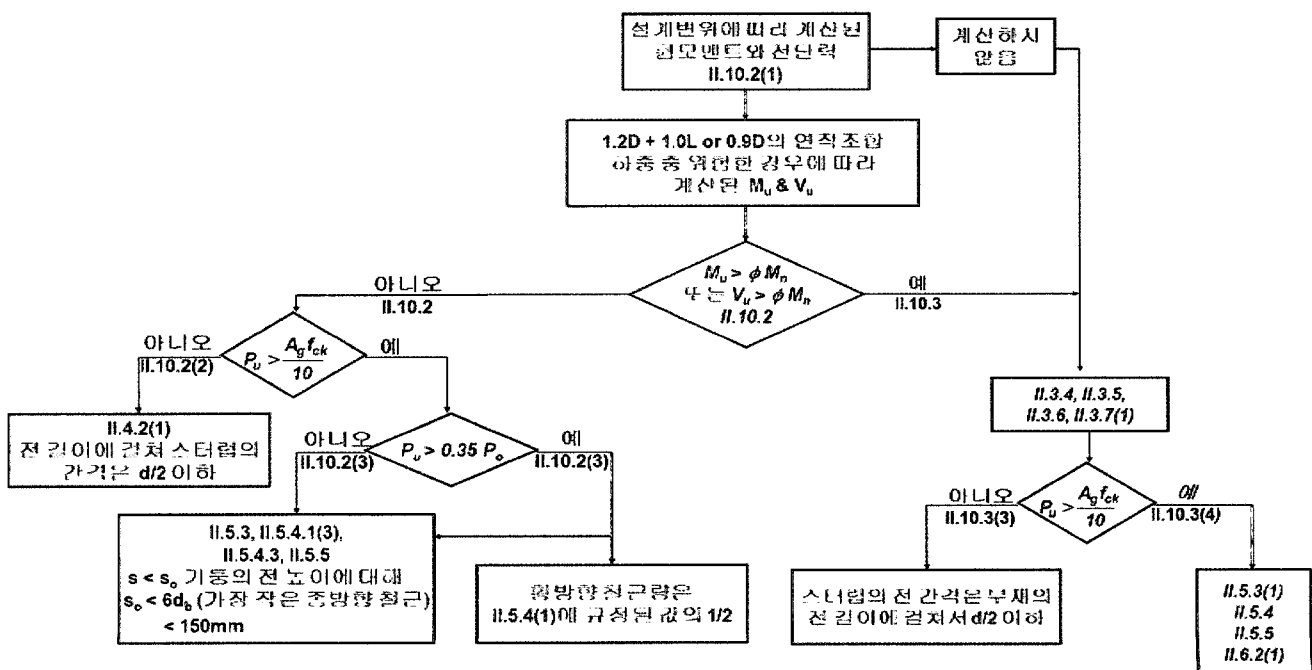 설계변위에 따라 계산된
휨모멘트와 전단력
II.10.2(1)
계산하지
않음
1.2D + 1.0L or 0.9D의 연직조합
하중 중 위험한 경우에 따라
계산된 Mu & Vu
Mu > ϕ Mn
또는 Vu > ϕ Mn
II.10.2
아니오
II.10.2
예
II.10.3
아니오
II.10.2(2)
Pu > Ag fck / 10
예
II.4.2(1)
전 길이에 걸쳐 스터럽의
간격은 d/2 이하
아니오
II.10.2(3)
Pu > 0.35 Po
예
II.10.2(3)
II.5.3, II.5.4.1(3),
II.5.4.3, II.5.5
s < so 기둥의 전 높이에 대해
so < 6db (가장 작은 종방향 철근)
< 150mm
횡방향철근량은
II.5.4(1)에 규정된 값의 1/2
II.3.4, II.3.5,
II.3.6, II.3.7(1)
아니오
II.10.3(3)
Pu > Ag fck / 10
예
II.10.3(4)
스터럽의 전 간격은 부재의
전 길이에 걸쳐서 d/2 이하
II.5.3(1)
II.5.4
II.5.5
II.6.2(1)